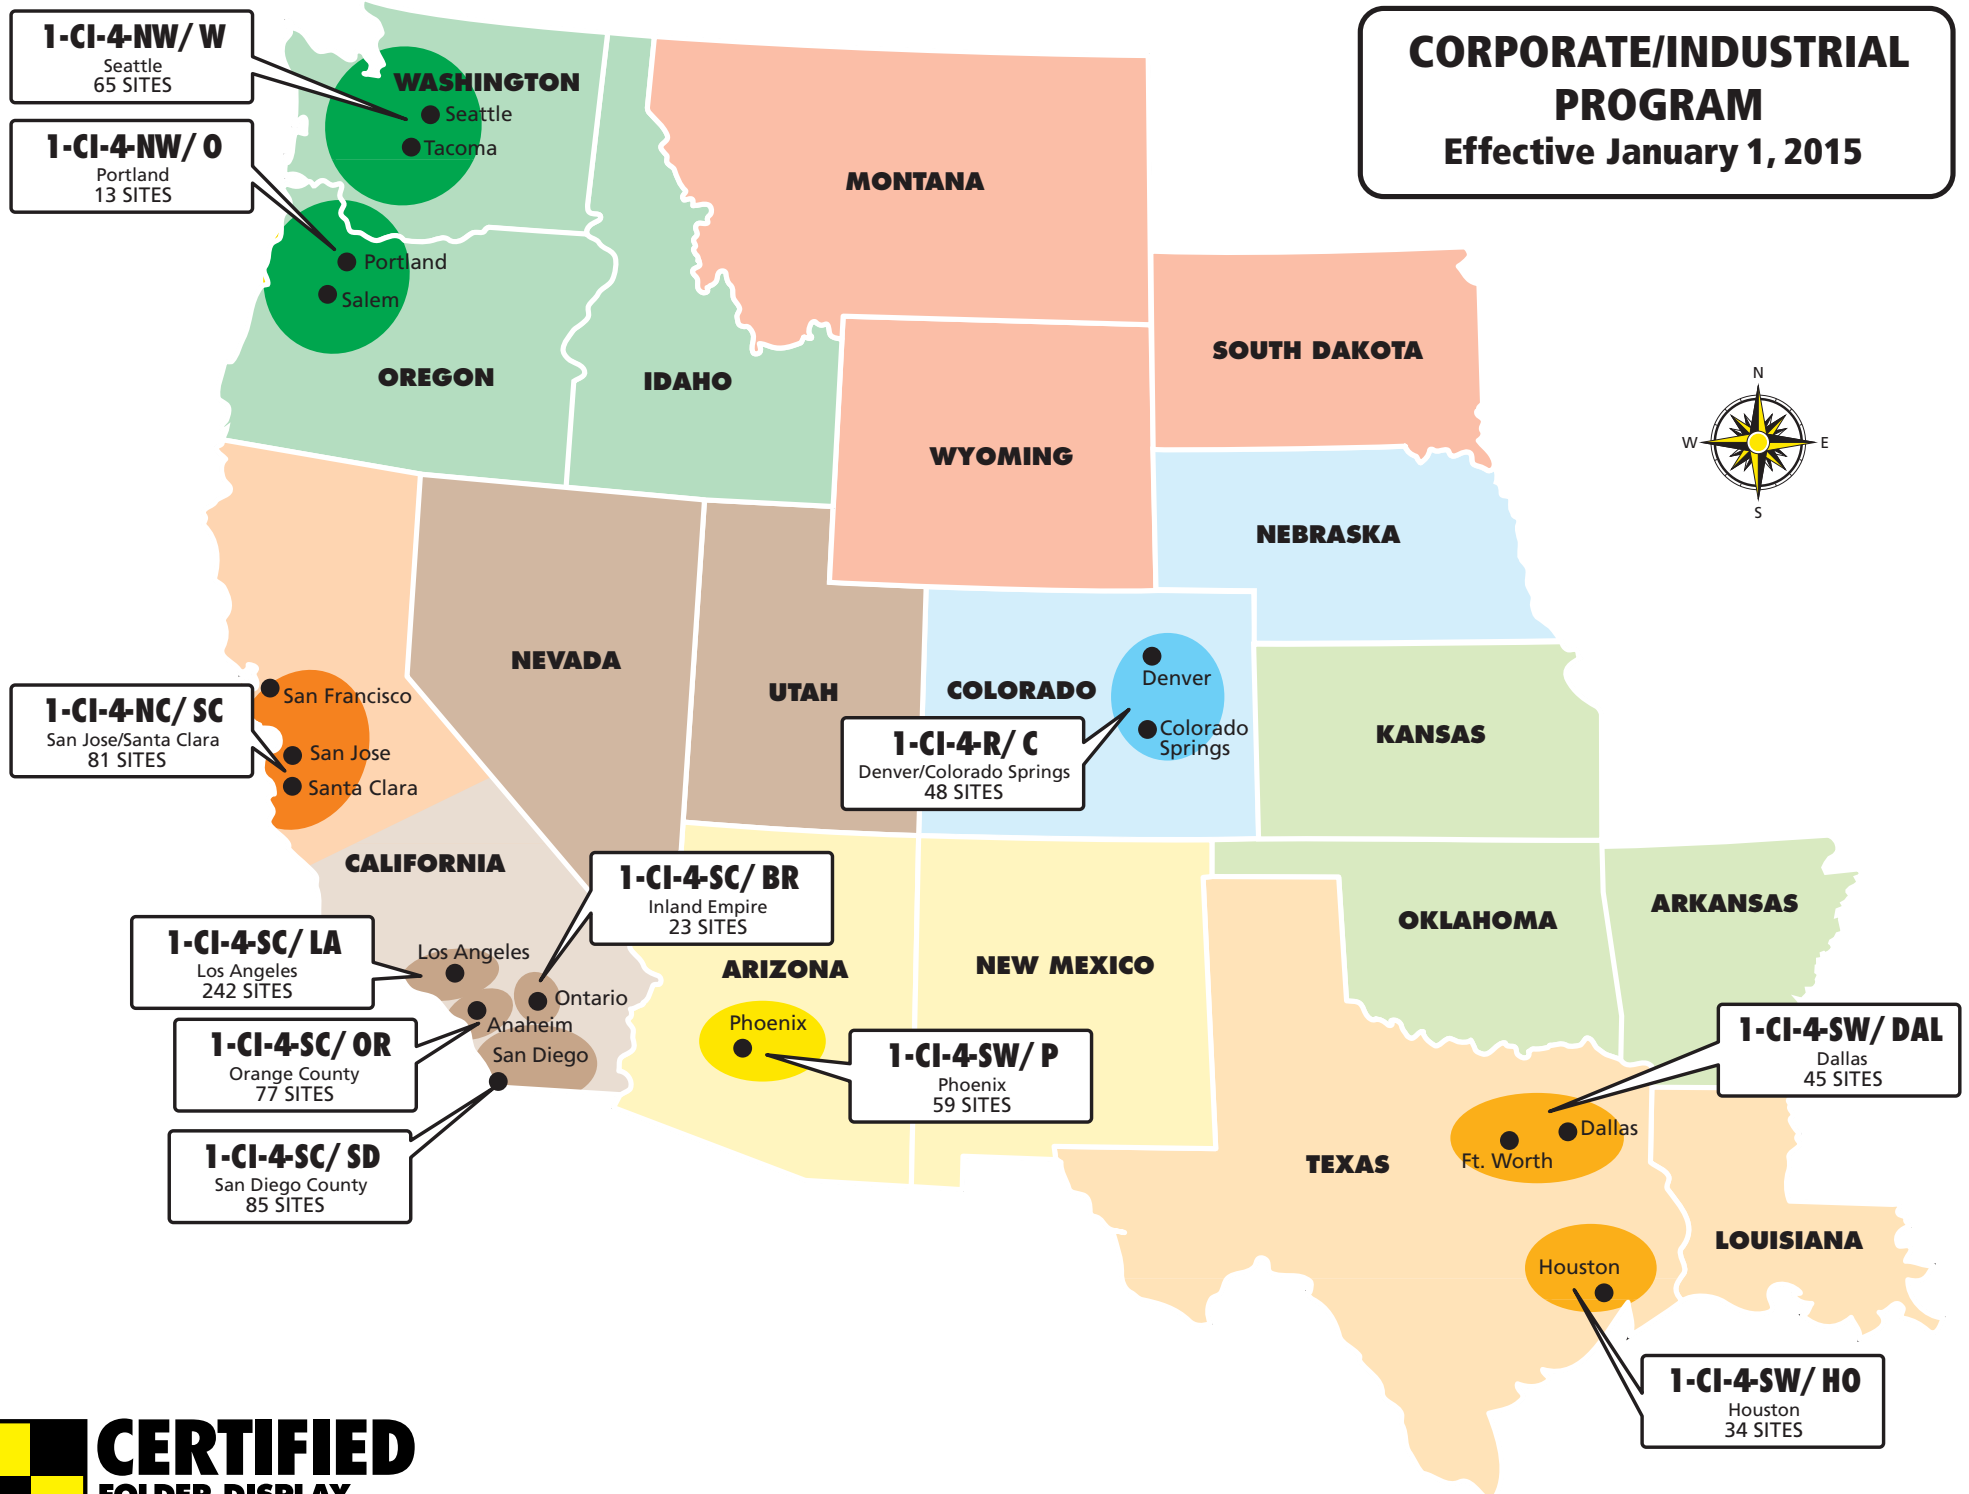 1-CI-4-NW/ W
Seattle
65 SITES
1-CI-4-NW/ O
Portland
13 SITES
CORPORATE/INDUSTRIAL
PROGRAM
Effective January 1, 2015
WASHINGTON
Seattle
Tacoma
MONTANA
Portland
Salem
OREGON
IDAHO
SOUTH DAKOTA
WYOMING
N
W
E
S
NEBRASKA
NEVADA
UTAH
COLORADO
Denver
Colorado
Springs
KANSAS
1-CI-4-R/ C
Denver/Colorado Springs
48 SITES
San Francisco
San Jose
Santa Clara
1-CI-4-NC/ SC
San Jose/Santa Clara
81 SITES
CALIFORNIA
1-CI-4-SC/ BR
Inland Empire
23 SITES
1-CI-4-SC/ LA
Los Angeles
242 SITES
Los Angeles
Ontario
Anaheim
San Diego
1-CI-4-SC/ OR
Orange County
77 SITES
1-CI-4-SC/ SD
San Diego County
85 SITES
ARIZONA
Phoenix
1-CI-4-SW/ P
Phoenix
59 SITES
NEW MEXICO
OKLAHOMA
ARKANSAS
1-CI-4-SW/ DAL
Dallas
45 SITES
Dallas
Ft. Worth
TEXAS
LOUISIANA
Houston
1-CI-4-SW/ HO
Houston
34 SITES
CERTIFIED
FOLDER DISPLAY